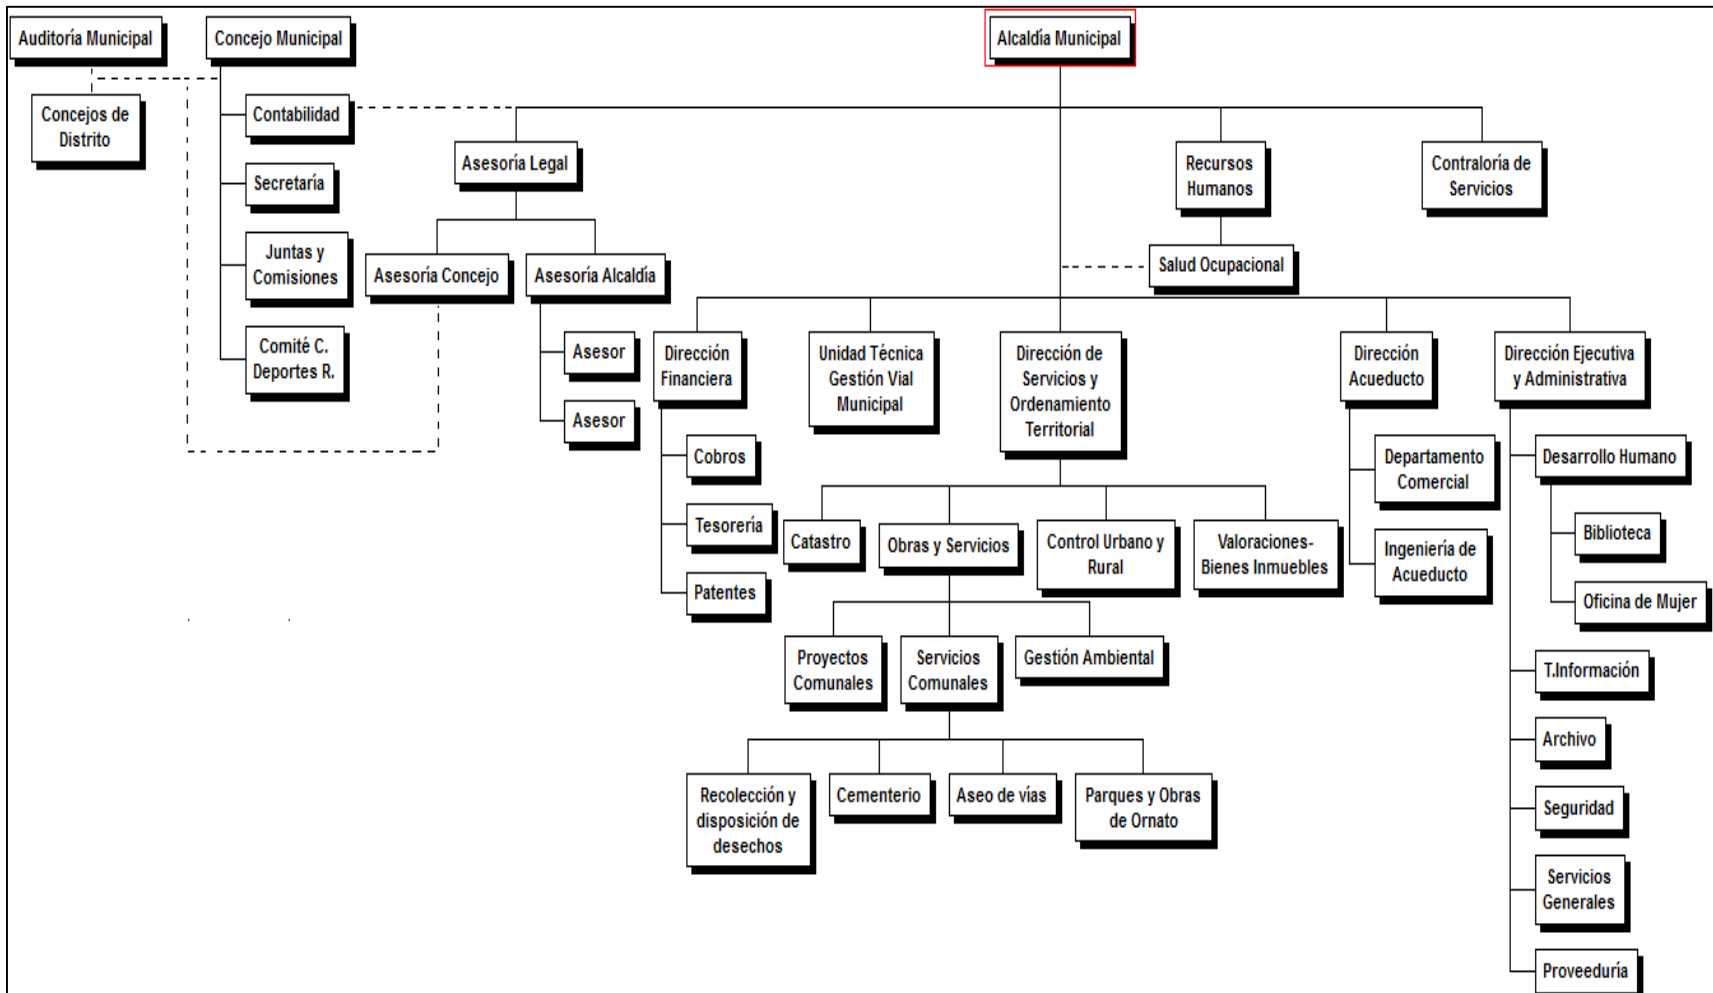 Auditoría Municipal
Concejo Municipal
Alcaldía Municipal
Concejos de
Distrito
Contabilidad
Secretaría
Juntas y
Comisiones
Comité C.
Deportes R.
Asesoría Legal
Recursos
Humanos
Contraloría de
Servicios
Asesoría Concejo
Asesoría Alcaldía
Salud Ocupacional
Asesor
Asesor
Dirección
Financiera
Unidad Técnica
Gestión Vial
Municipal
Dirección de
Servicios y
Ordenamiento
Territorial
Dirección
Acueducto
Dirección Ejecutiva
y Administrativa
Cobros
Tesorería
Patentes
Catastro
Obras y Servicios
Control Urbano y
Rural
Valoraciones-
Bienes Inmuebles
Departamento
Comercial
Ingeniería de
Acueducto
Desarrollo Humano
Biblioteca
Oficina de Mujer
Proyectos
Comunales
Servicios
Comunales
Gestión Ambiental
Recolección y
disposición de
desechos
Cementerio
Aseo de vías
Parques y Obras
de Ornato
T.Información
Archivo
Seguridad
Servicios
Generales
Proveeduría